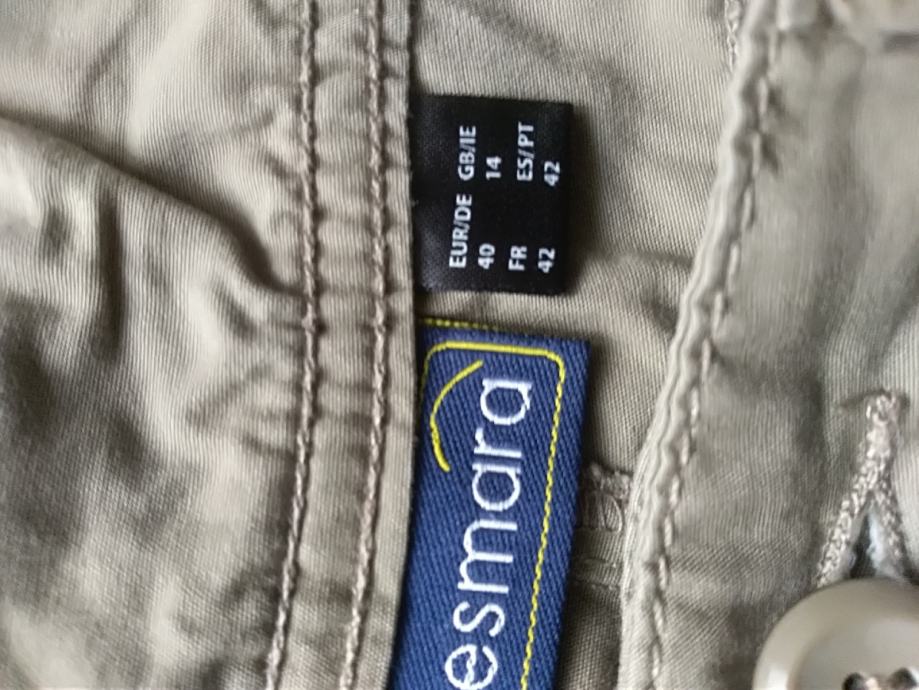 EUR/DE GB/IE
40 14
FR ES/PT
42 42
esmara